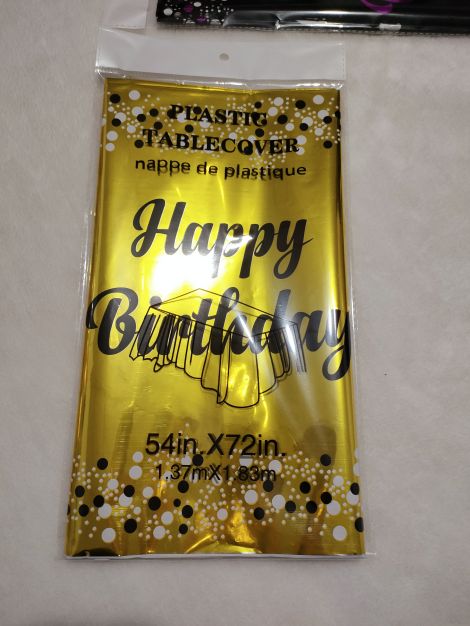 PLASTIC
TABLECOVER
nappe de plastique
Happy
Birthday
54in.X72in.
1.37mX1.83m